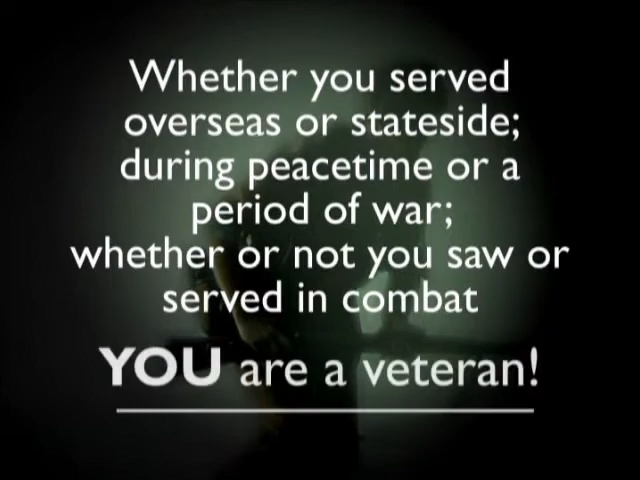 Whether you served
overseas or stateside;
during peacetime or a
period of war;
whether or not you saw or
served in combat
YOU are a veteran!